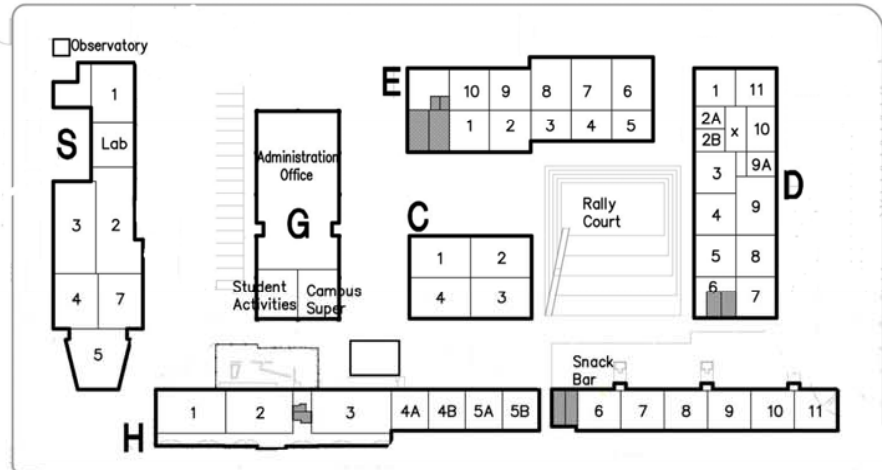 Observatory
S
1
Lab
3
2
4
7
5
Administration
Office
G
Student
Activities
Campus
Super
E
10
9
8
7
6
1
2
3
4
5
C
1
2
4
3
Rally
Court
D
1
11
2A
2B
x
10
3
9A
4
9
5
8
6
7
H
1
2
3
4A
4B
5A
5B
Snack
Bar
6
7
8
9
10
11